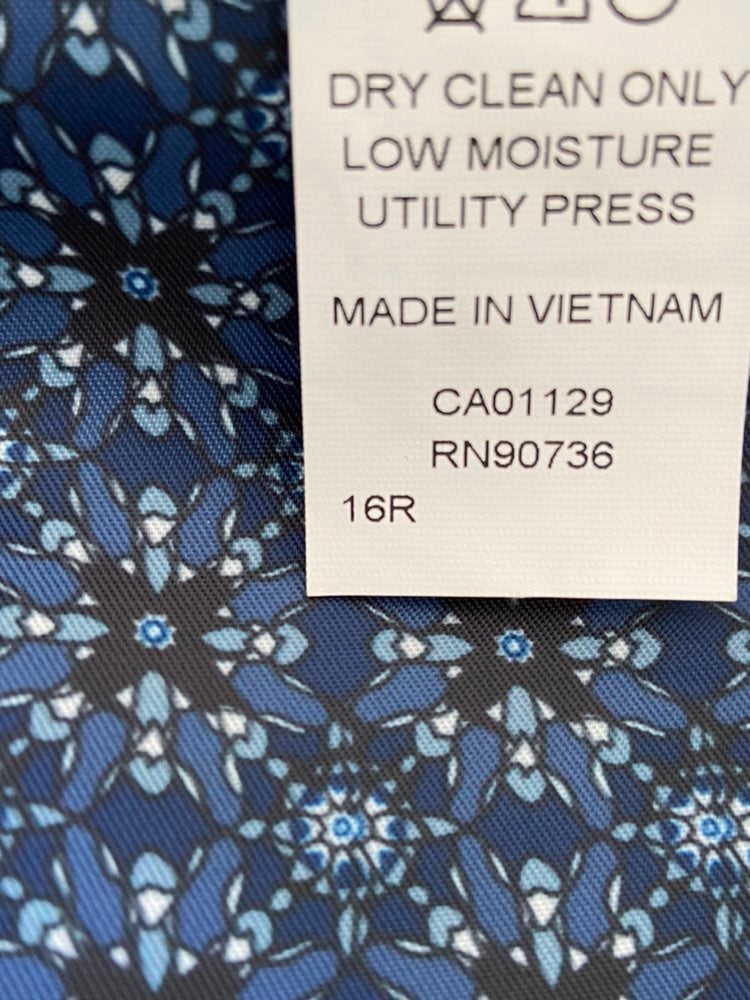 DRY CLEAN ONLY
LOW MOISTURE
UTILITY PRESS
MADE IN VIETNAM
CA01129
RN90736
16R